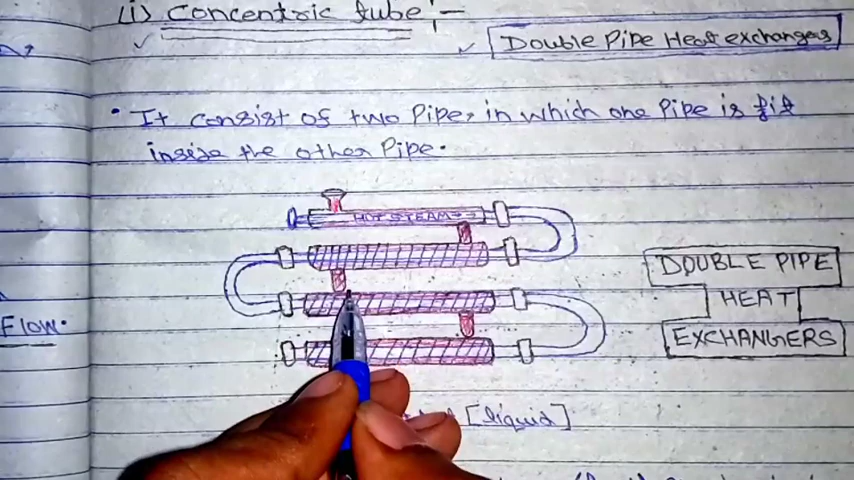 (i) Concentric tube:-
Double Pipe Heat exchangers
• It consist of two Pipe, in which one Pipe is fit
inside the other Pipe.
HOT STEAM
DOUBLE PIPE
HEAT
EXCHANGERS
Flow.
[liquid]